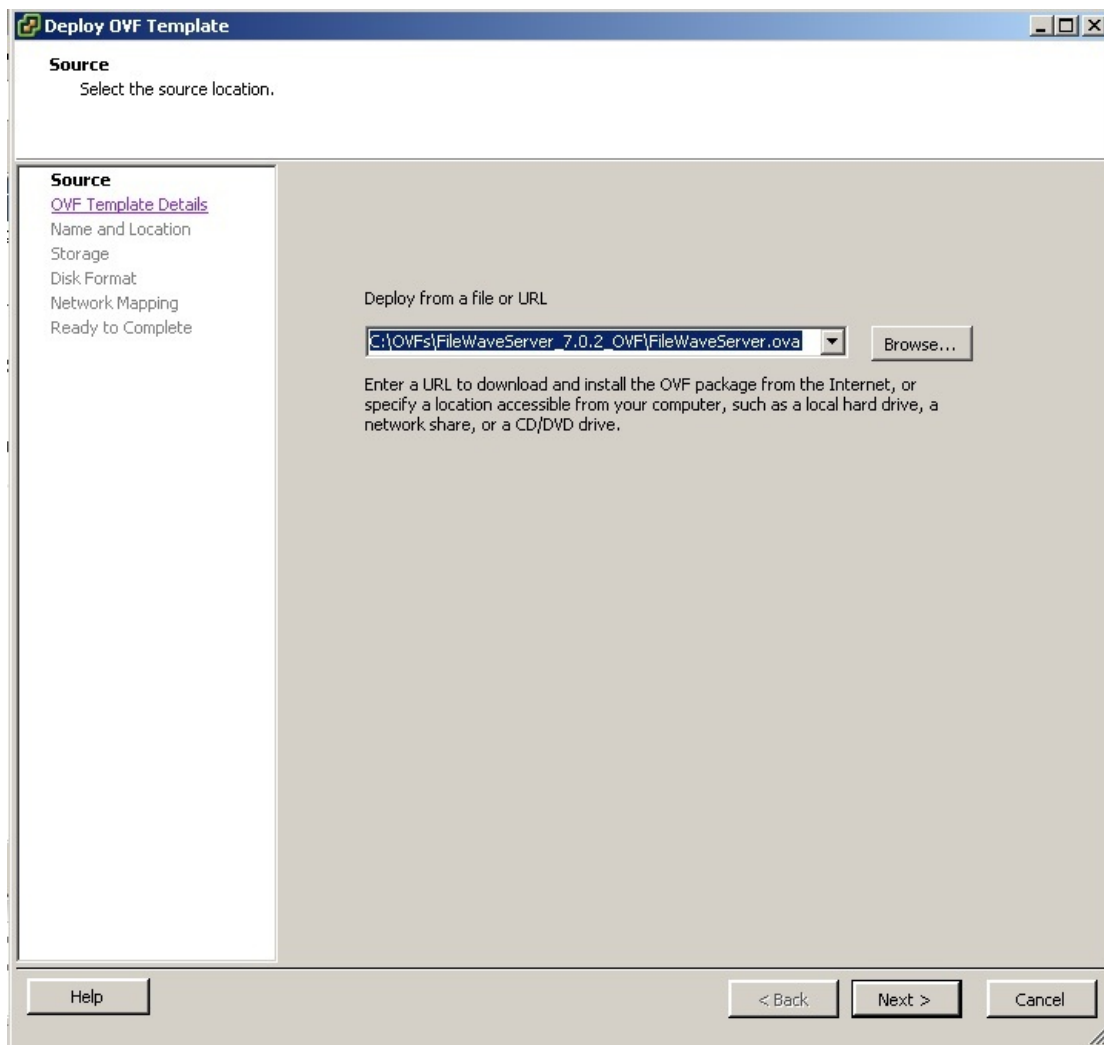 Deploy OVF Template
Source
Select the source location.
Source
OVF Template Details
Name and Location
Storage
Disk Format
Network Mapping
Ready to Complete
Deploy from a file or URL
C:\OVFs\FileWaveServer_7.0.2_OVF\FileWaveServer.ova
Browse...
Enter a URL to download and install the OVF package from the Internet, or
specify a location accessible from your computer, such as a local hard drive, a
network share, or a CD/DVD drive.
Help
< Back
Next >
Cancel